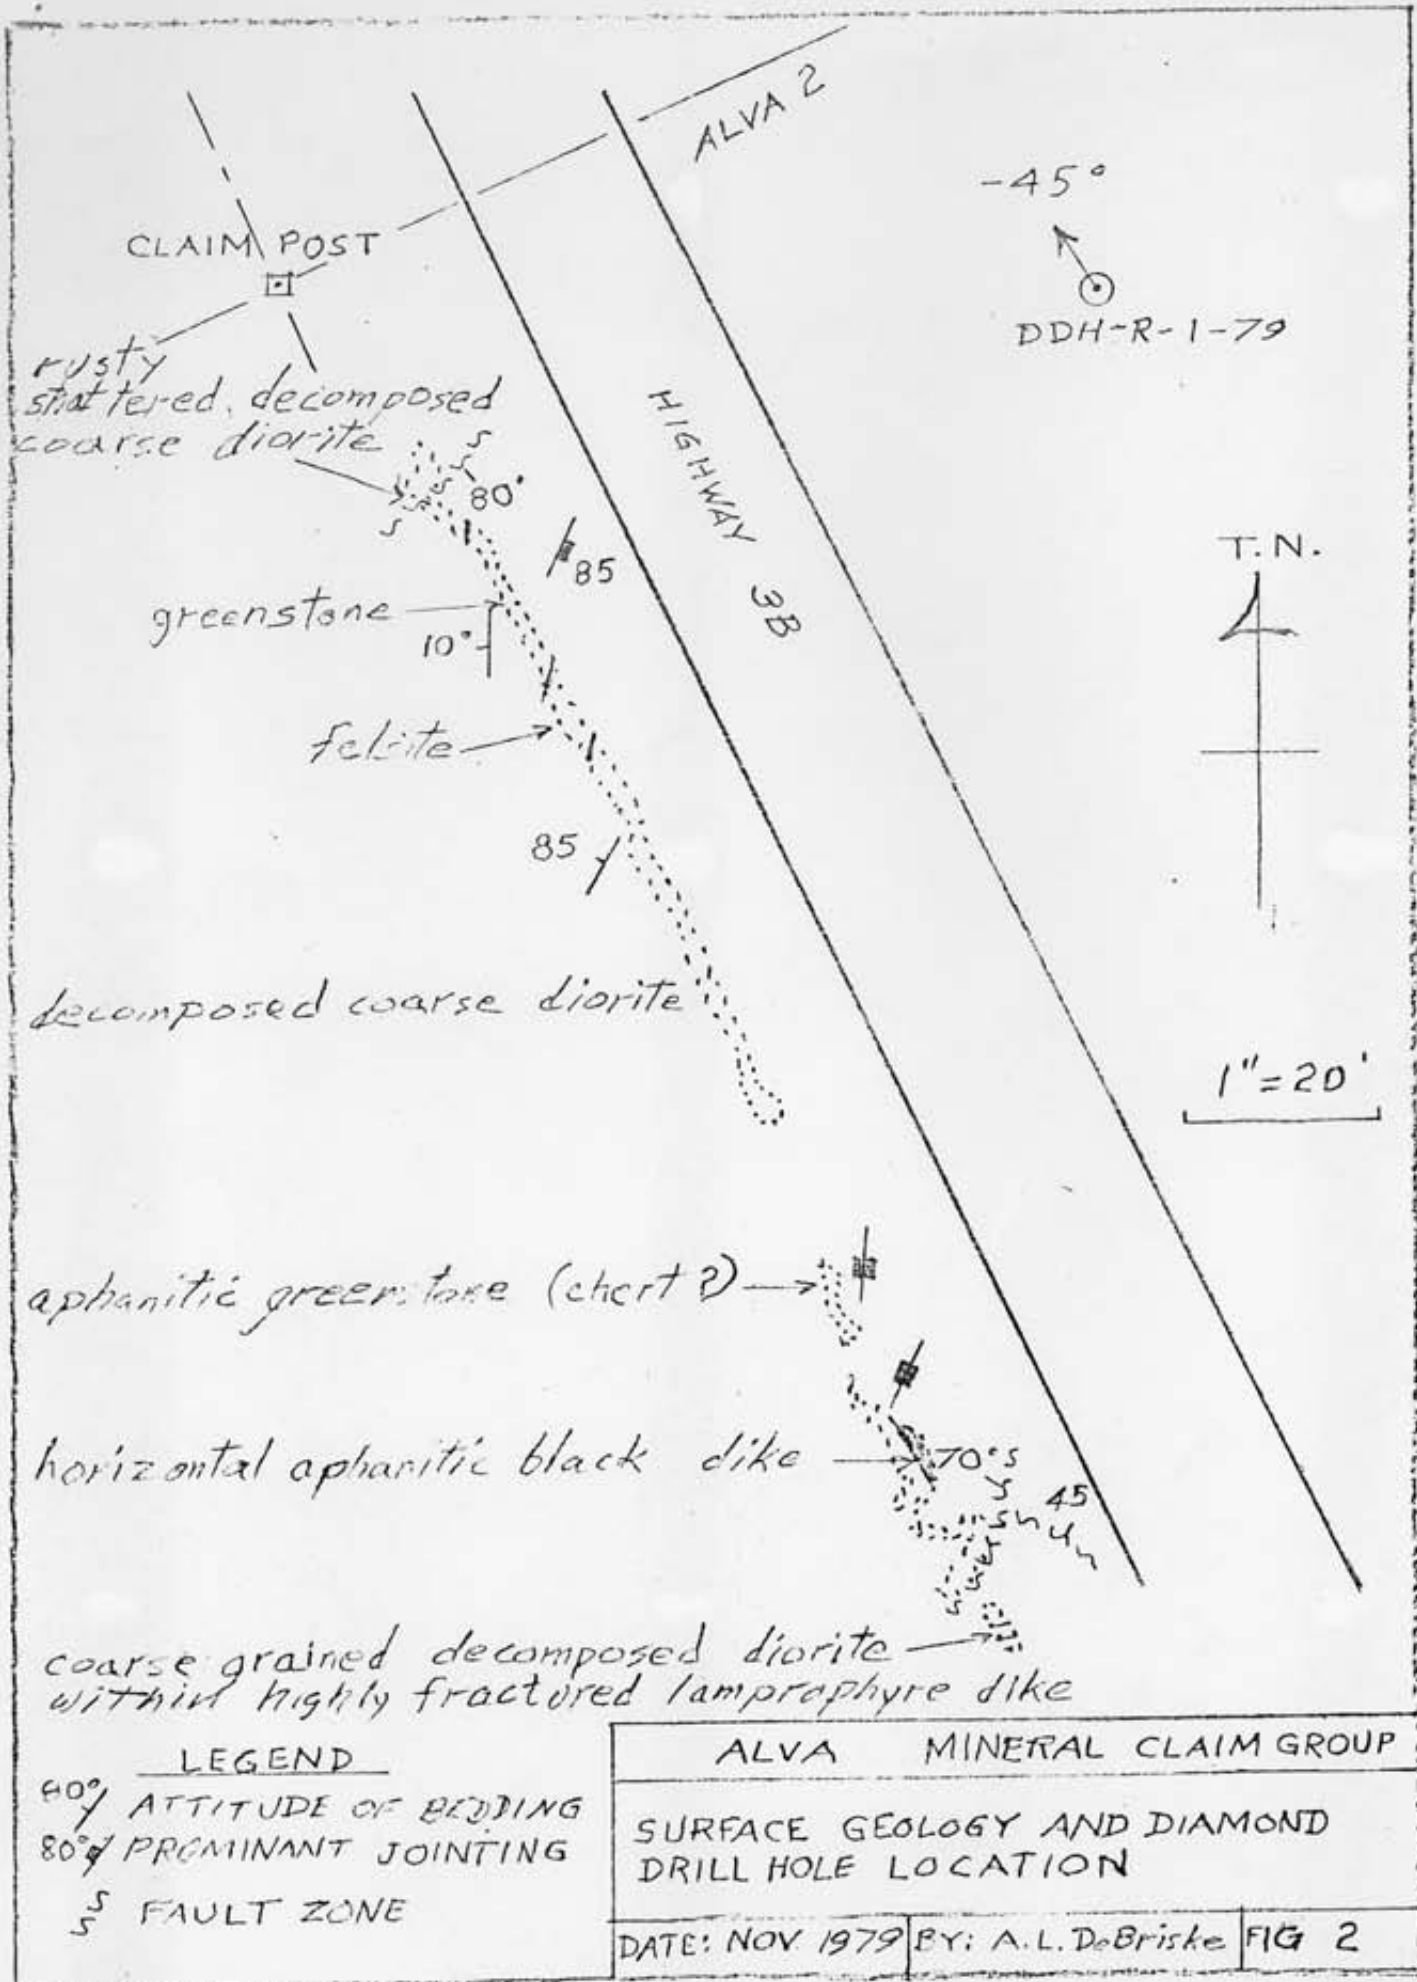 ALVA 2
-45°
CLAIM POST
DDH-R-1-79
rusty
shattered, decomposed
coarse diorite
80°
HIGHWAY 3B
85
T.N.
greenstone
10°
felsite
85
decomposed coarse diorite
1"=20'
aphanitic greenstone (chert?)
horizontal aphanitic black dike
70°
45
coarse grained decomposed diorite
within highly fractured lamprophyre dike
LEGEND
80° ATTITUDE OF BEDDING
80° PROMINANT JOINTING
FAULT ZONE
ALVA MINERAL CLAIM GROUP
SURFACE GEOLOGY AND DIAMOND
DRILL HOLE LOCATION
DATE: NOV. 1979 BY: A.L. DeBriske FIG 2